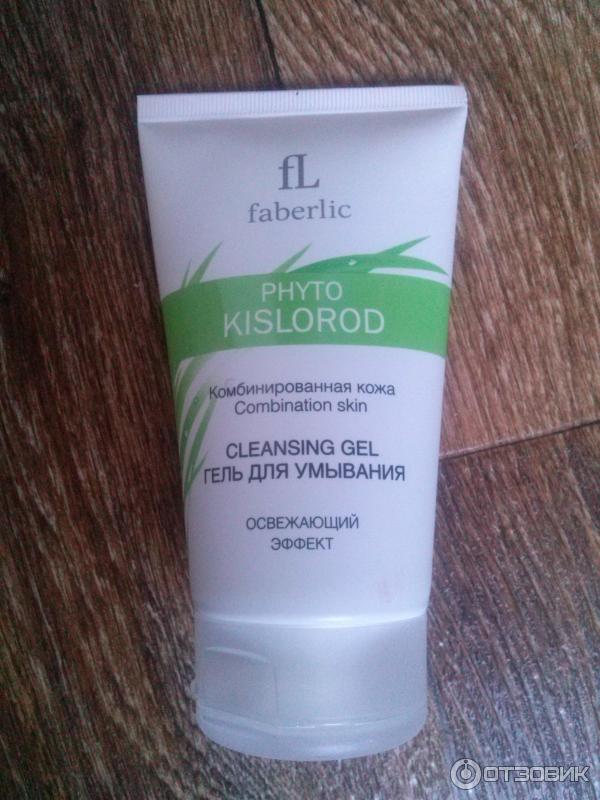 fL
faberlic
PHYTO
KISLOROD
Комбинированная кожа
Combination skin
CLEANSING GEL
ГЕЛЬ ДЛЯ УМЫВАНИЯ
ОСВЕЖАЮЩИЙ
ЭФФЕКТ
ОТЗОВИК